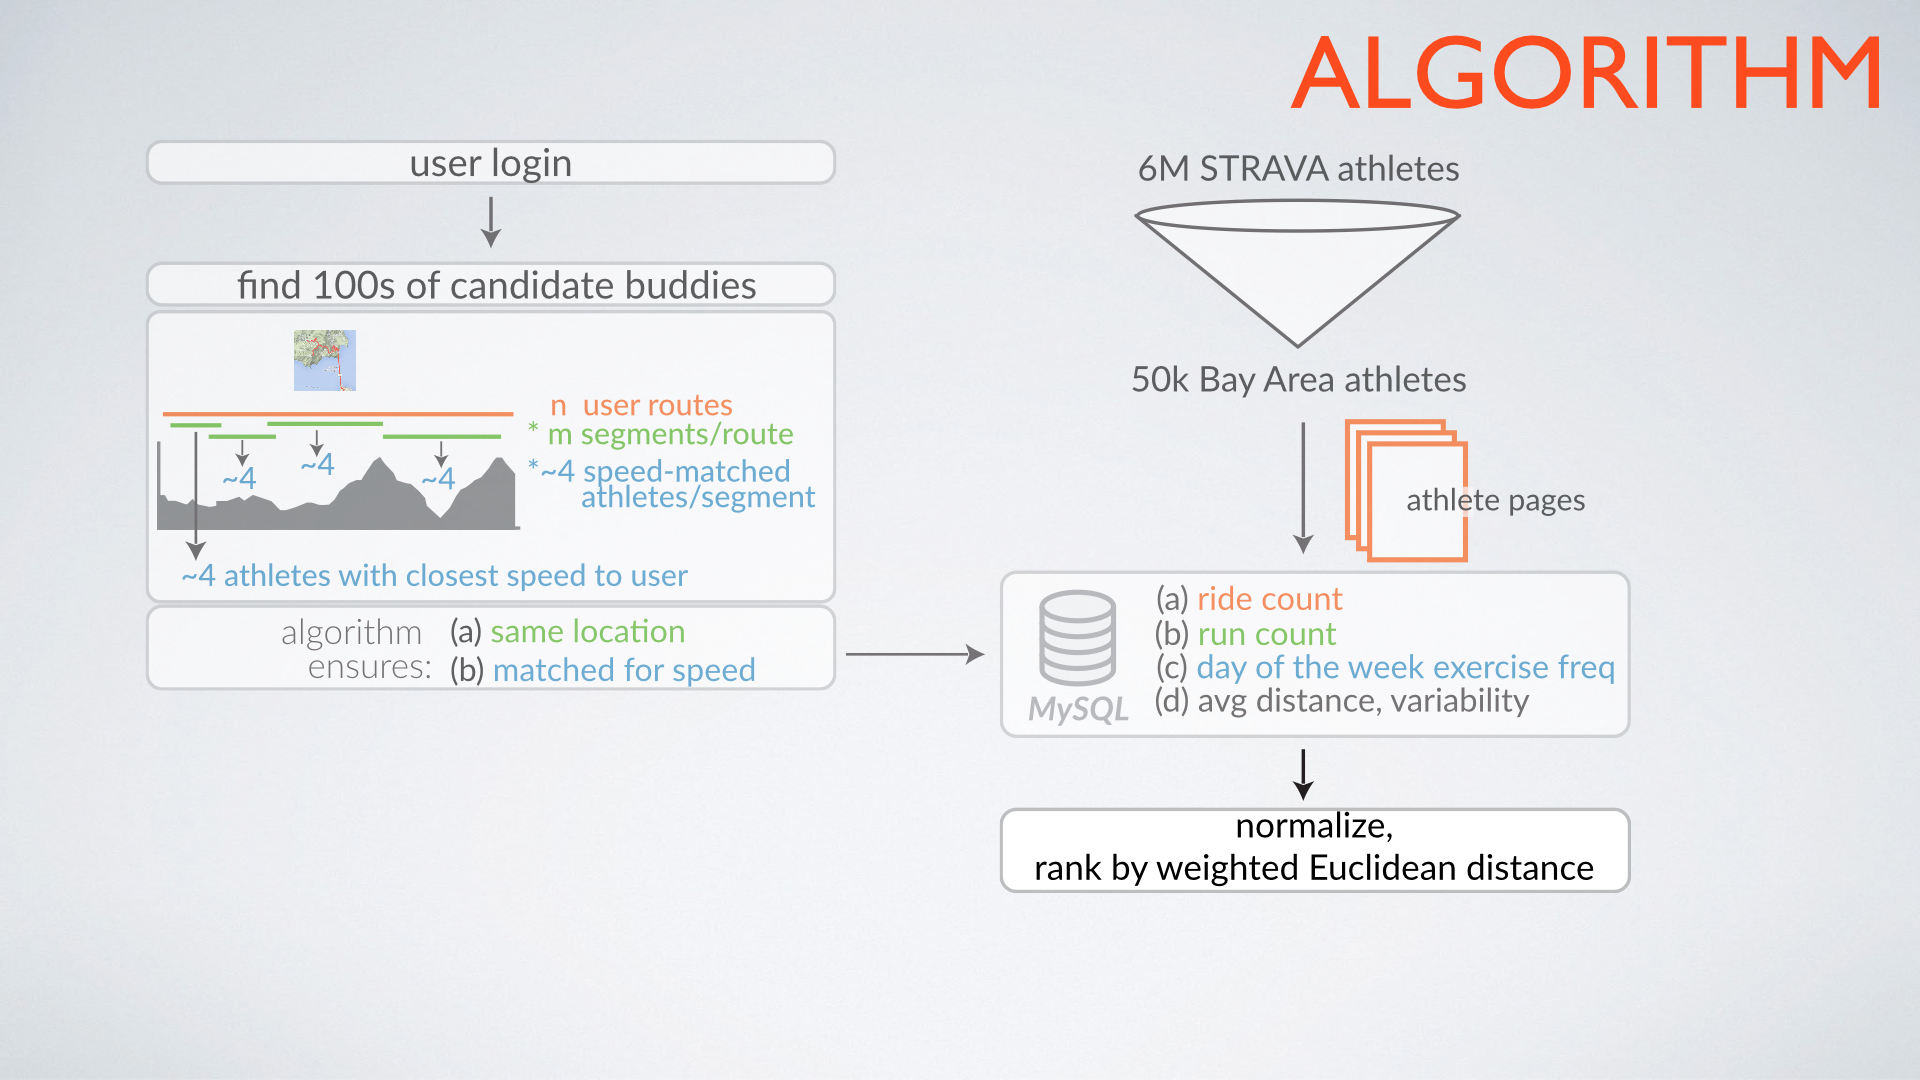 ALGORITHM
user login
find 100s of candidate buddies
n user routes
* m segments/route
*~4 speed-matched
athletes/segment
~4
~4
~4
~4 athletes with closest speed to user
algorithm
ensures:
(a) same location
(b) matched for speed
6M STRAVA athletes
50k Bay Area athletes
athlete pages
MySQL
(a) ride count
(b) run count
(c) day of the week exercise freq
(d) avg distance, variability
normalize,
rank by weighted Euclidean distance